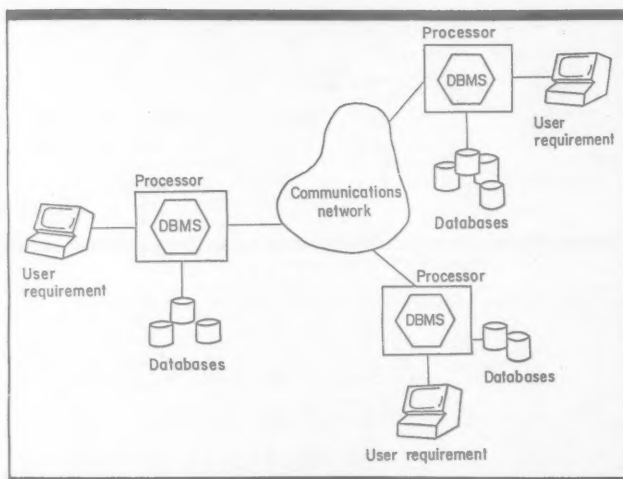 Processor
DBMS
User
requirement
Databases
Communications
network
Processor
DBMS
User
requirement
Databases
Processor
DBMS
Databases
User requirement